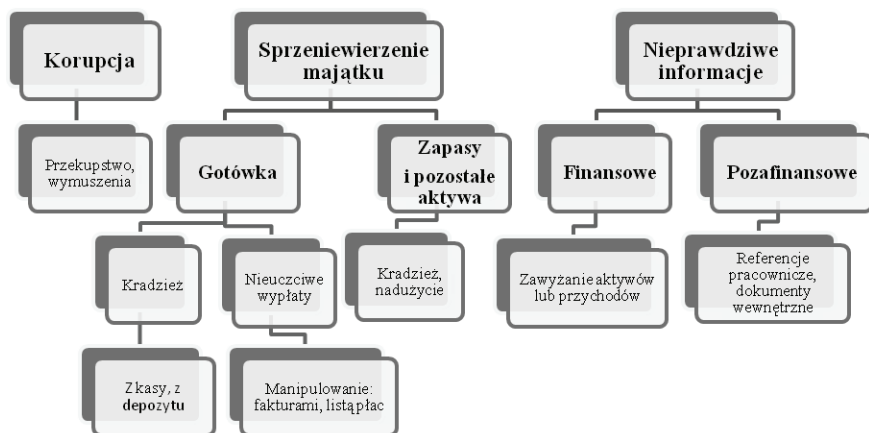 Korupcja
Sprzeniewierzenie
majątku
Nieprawdziwe
informacje
Przekupstwo,
wymuszenia
Gotówka
Zapasy
i pozostałe
aktywa
Finansowe
Pozafinansowe
Kradzież
Nieuczciwe
wypłaty
Kradzież,
nadużycie
Zawyżanie aktywów
lub przychodów
Referencje
pracownicze,
dokumenty
wewnętrzne
Z kasy, z
depozytu
Manipulowanie:
fakturami, listą płac